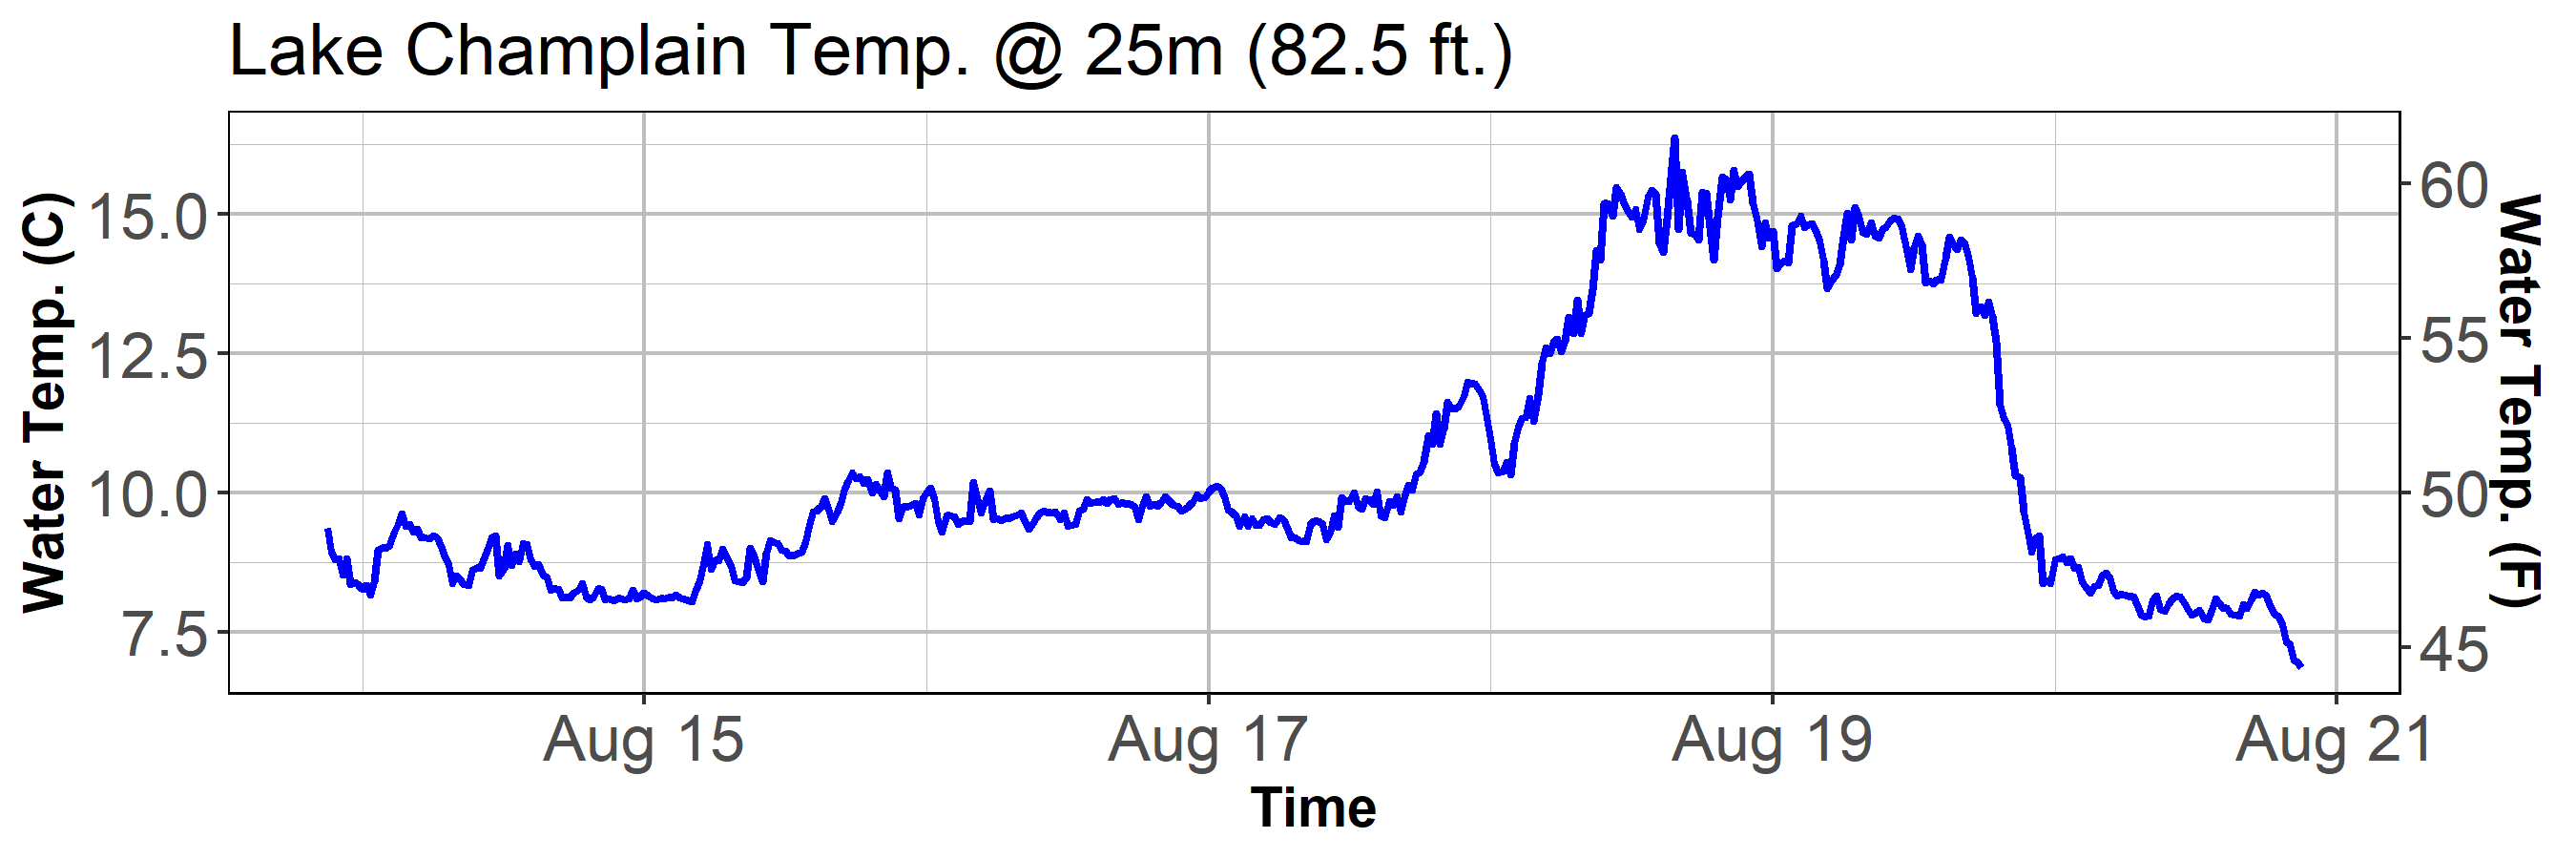 Lake Champlain Temp. @ 25m (82.5 ft.)
Water Temp. (C)
15.0
12.5
10.0
7.5
60
55
50
45
Water Temp. (F)
Aug 15
Aug 17
Aug 19
Aug 21
Time